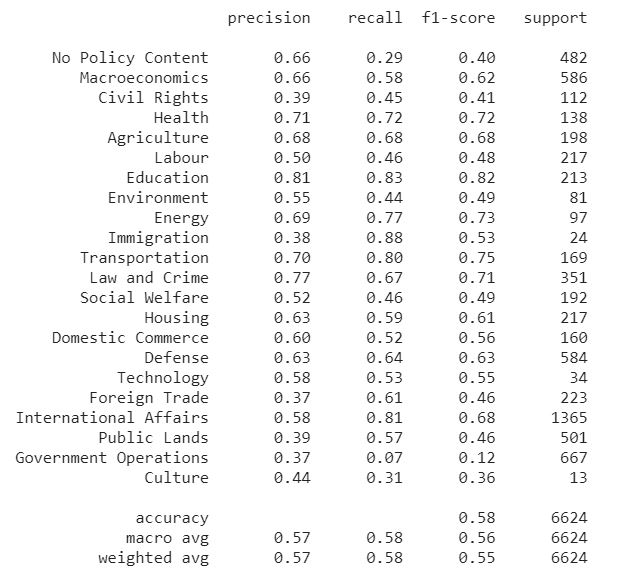 precision recall f1-score support
No Policy Content 0.66 0.29 0.40 482
Macroeconomics 0.66 0.58 0.62 586
Civil Rights 0.39 0.45 0.41 112
Health 0.71 0.72 0.72 138
Agriculture 0.68 0.68 0.68 198
Labour 0.50 0.46 0.48 217
Education 0.81 0.83 0.82 213
Environment 0.55 0.44 0.49 81
Energy 0.69 0.77 0.73 97
Immigration 0.38 0.88 0.53 24
Transportation 0.70 0.80 0.75 169
Law and Crime 0.77 0.67 0.71 351
Social Welfare 0.52 0.46 0.49 192
Housing 0.63 0.59 0.61 217
Domestic Commerce 0.60 0.52 0.56 160
Defense 0.63 0.64 0.63 584
Technology 0.58 0.53 0.55 34
Foreign Trade 0.37 0.61 0.46 223
International Affairs 0.58 0.81 0.68 1365
Public Lands 0.39 0.57 0.46 501
Government Operations 0.37 0.07 0.12 667
Culture 0.44 0.31 0.36 13
accuracy 0.58 6624
macro avg 0.57 0.58 0.56 6624
weighted avg 0.57 0.58 0.55 6624